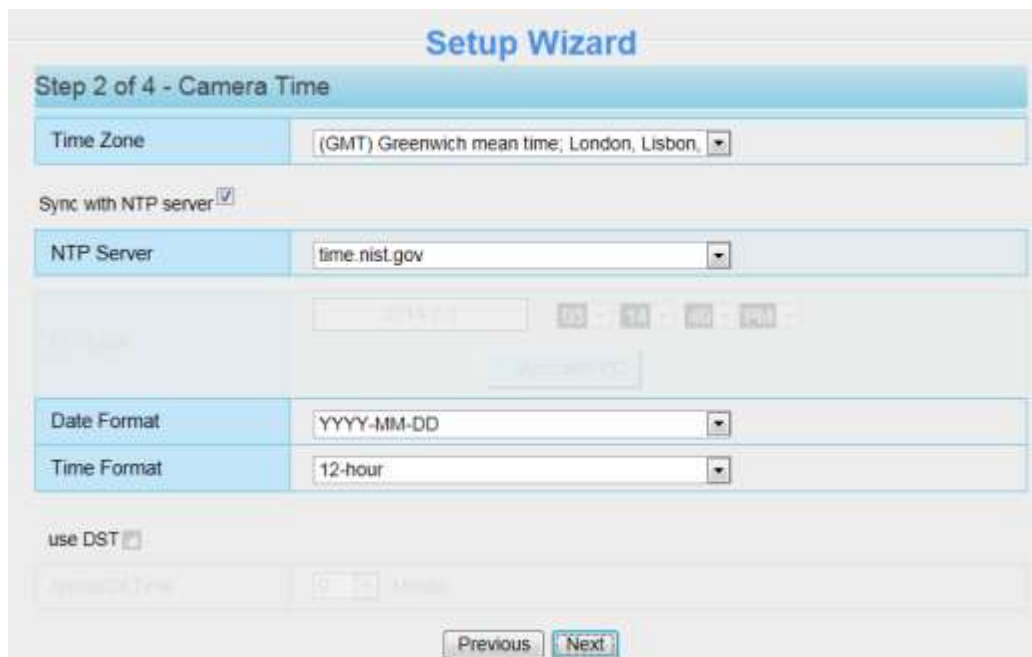 Setup Wizard
Step 2 of 4 - Camera Time
Time Zone (GMT) Greenwich mean time; London, Lisbon,
Sync with NTP server
NTP Server time.nist.gov
Date Format YYYY-MM-DD
Time Format 12-hour
use DST
0
Previous Next